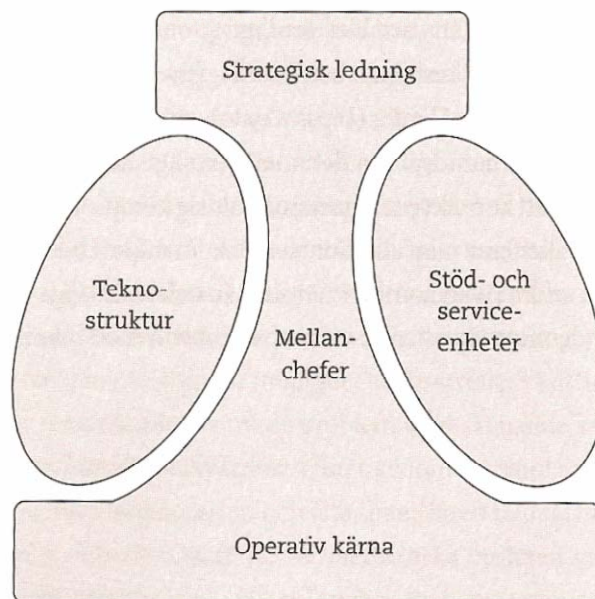 Strategisk ledning
Tekno-
struktur
Mellan-
chefer
Stöd- och
service-
enheter
Operativ kärna